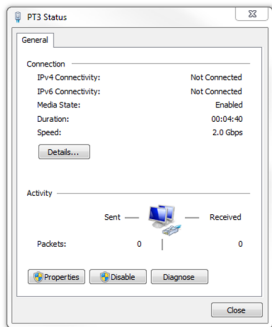 PT3 Status
General
Connection
IPv4 Connectivity: Not Connected
IPv6 Connectivity: Not Connected
Media State: Enabled
Duration: 00:04:40
Speed: 2.0 Gbps
Details...
Activity
Sent — Received
Packets: 0 | 0
Properties Disable Diagnose
Close